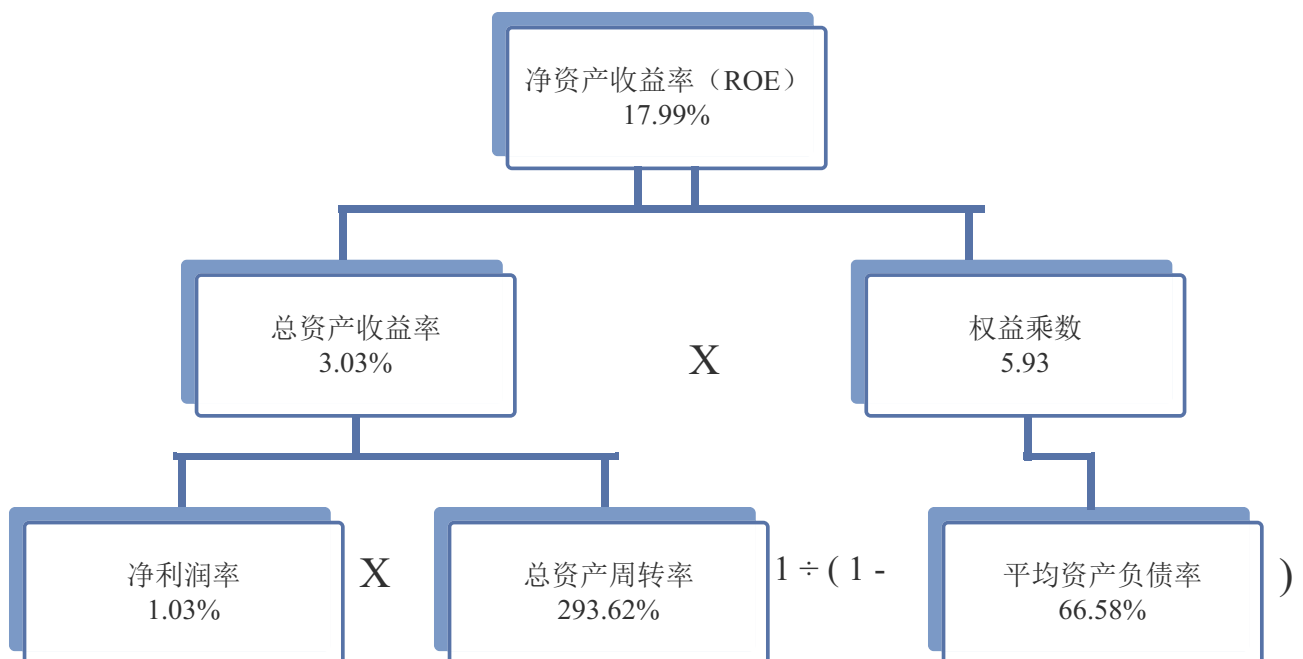 净资产收益率（ROE）
17.99%
总资产收益率
3.03%
X
权益乘数
5.93
净利润率
1.03%
X
总资产周转率
293.62%
1 ÷ ( 1 -
平均资产负债率
66.58%
)